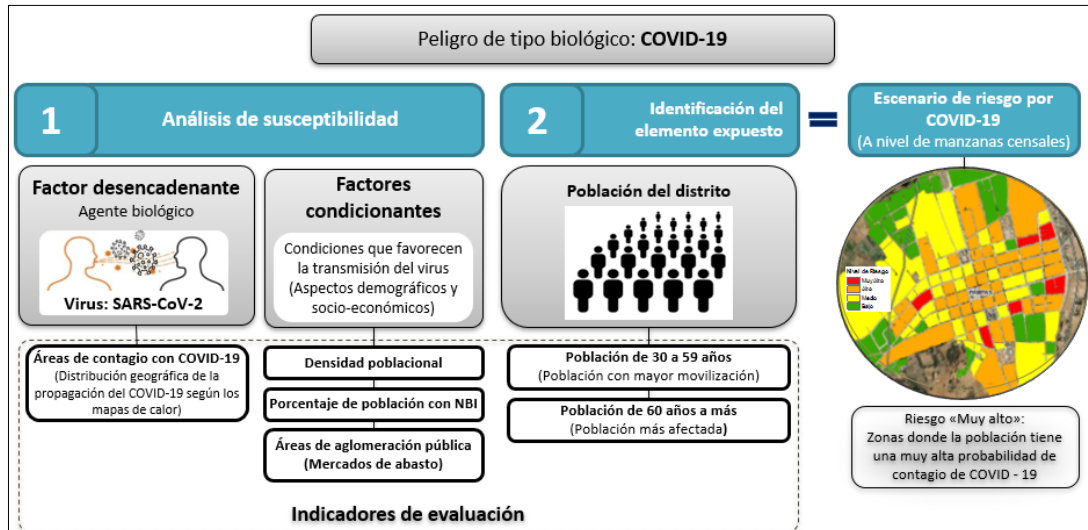 Peligro de tipo biológico: COVID-19
1
Análisis de susceptibilidad
2
Identificación del
elemento expuesto
=
Escenario de riesgo por
COVID-19
(A nivel de manzanas censales)
Factor desencadenante
Agente biológico
Virus: SARS-CoV-2
Factores
condicionantes
Condiciones que favorecen
la transmisión del virus
(Aspectos demográficos y
socio-económicos)
Población del distrito
Nivel de Riesgo
Muy alto
Alto
Medio
Bajo
Áreas de contagio con COVID-19
(Distribución geográfica de la
propagación del COVID-19 según los
mapas de calor)
Densidad poblacional
Porcentaje de población con NBI
Áreas de aglomeración pública
(Mercados de abasto)
Población de 30 a 59 años
(Población con mayor movilización)
Población de 60 años a más
(Población más afectada)
Riesgo «Muy alto»:
Zonas donde la población tiene
una muy alta probabilidad de
contagio de COVID - 19
Indicadores de evaluación